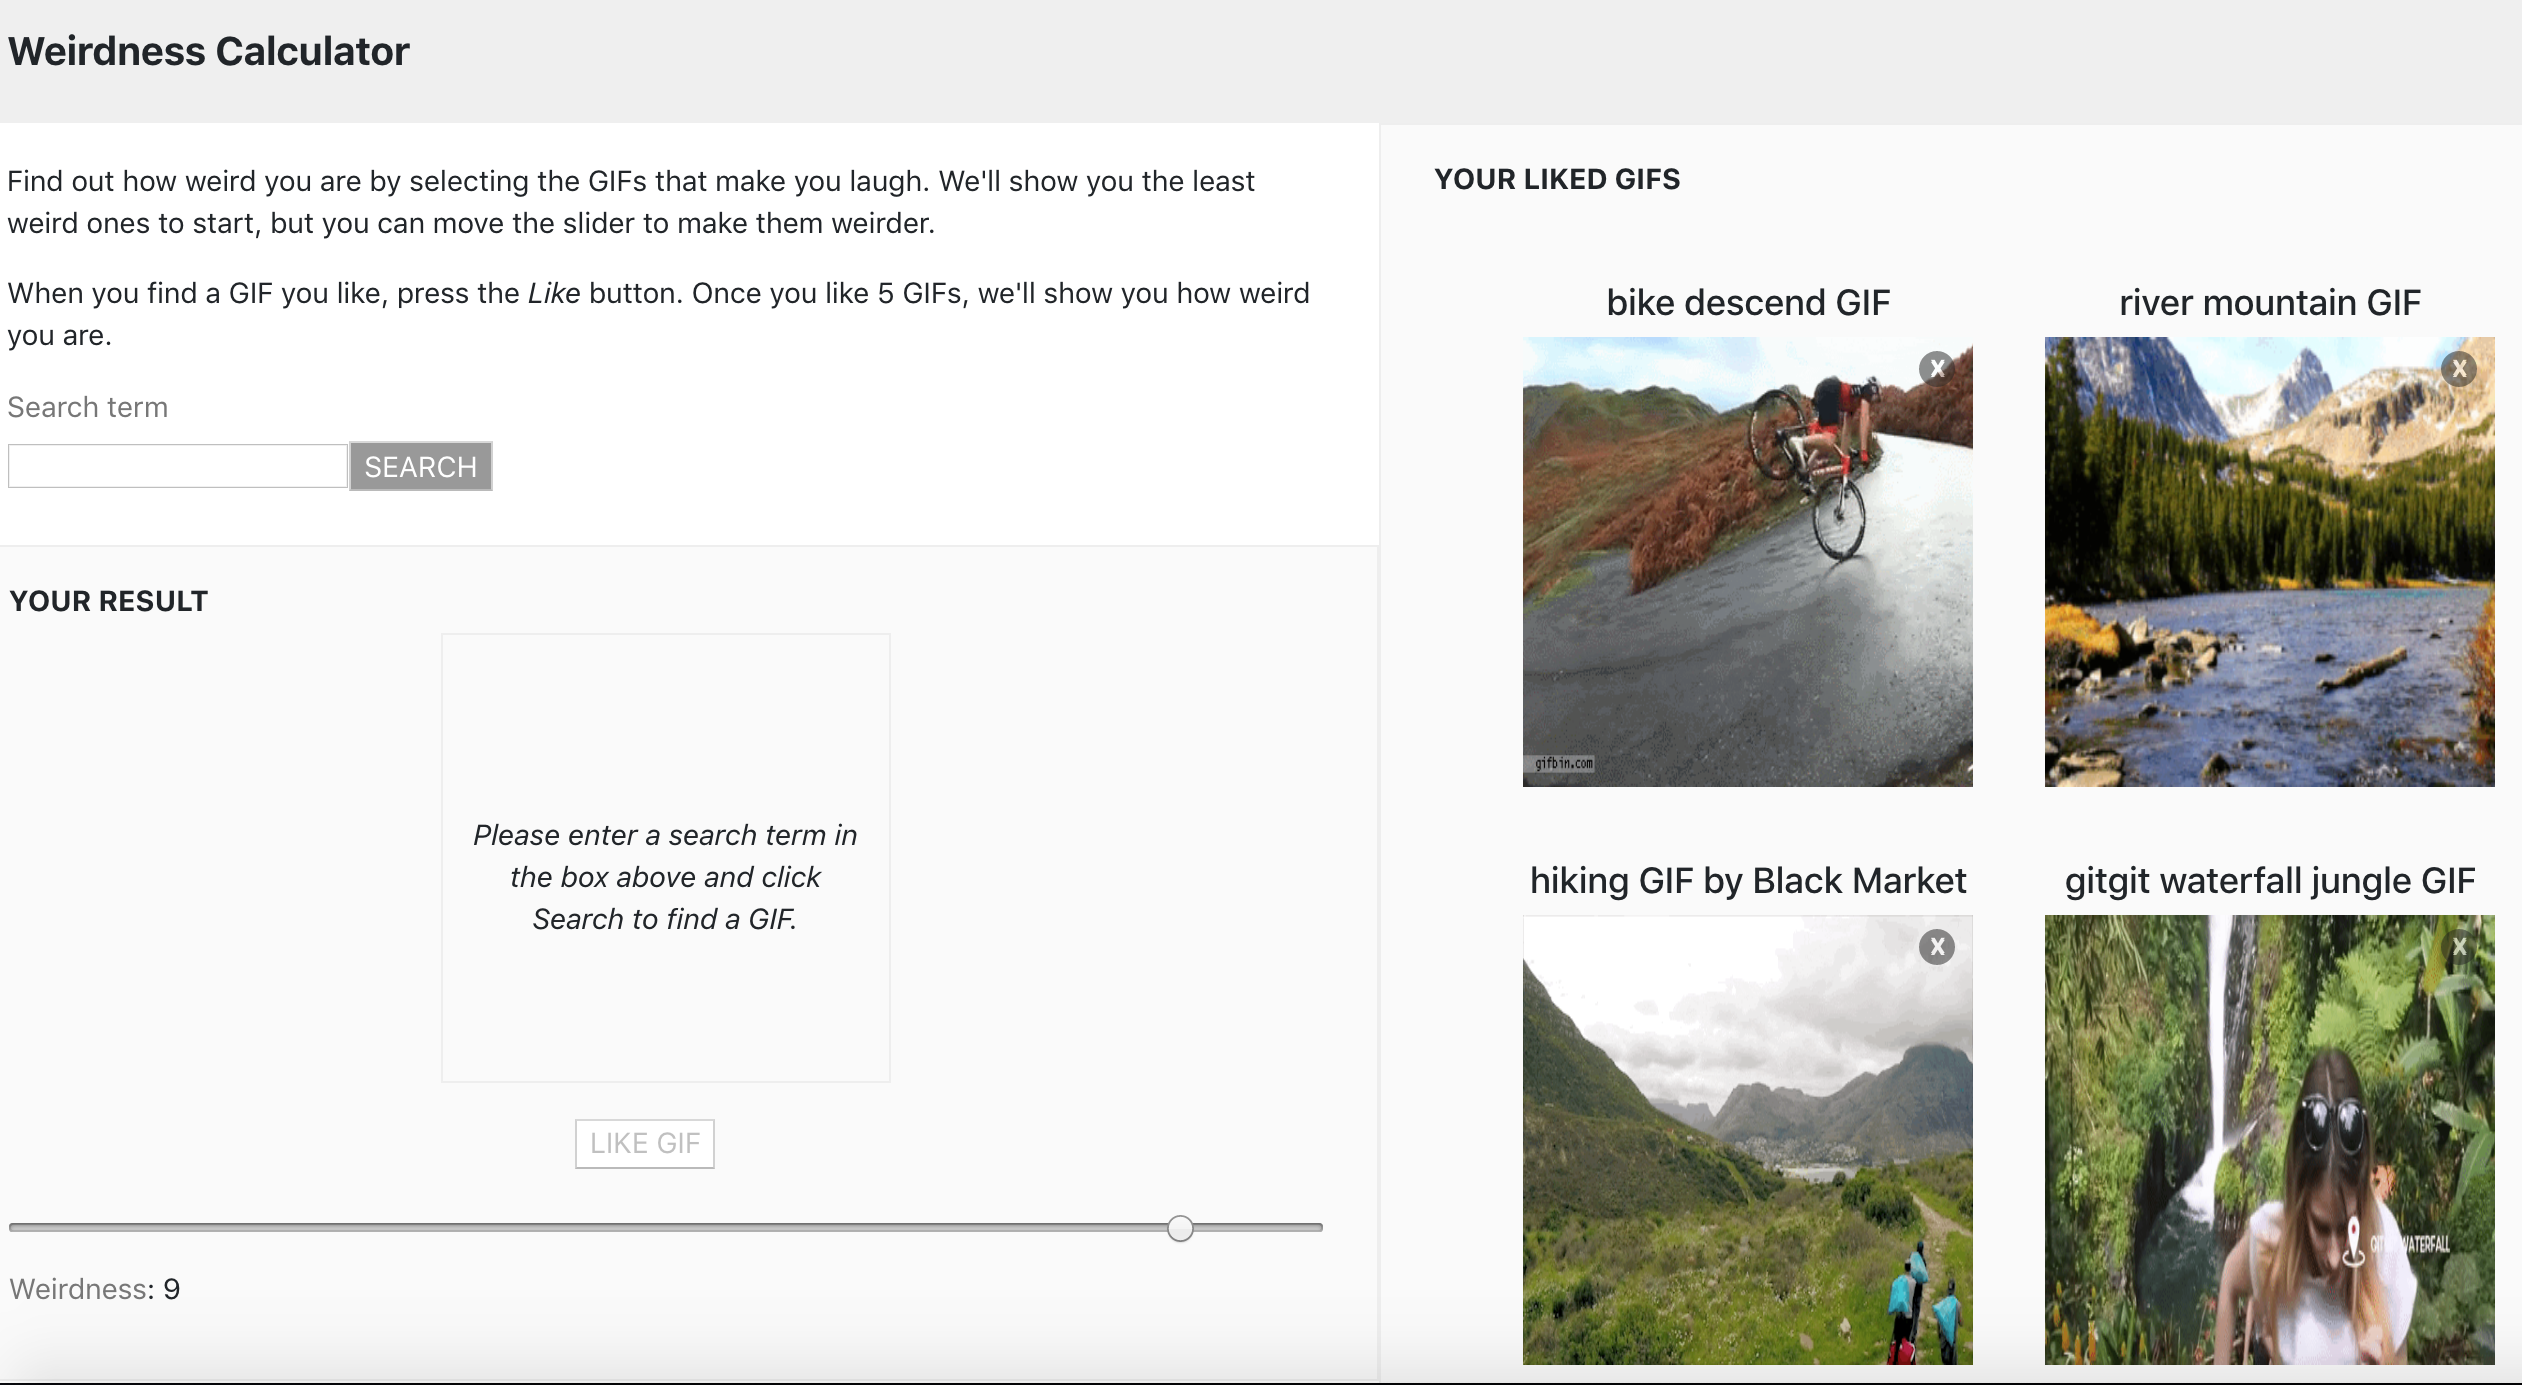 Weirdness Calculator
Find out how weird you are by selecting the GIFs that make you laugh. We'll show you the least
weird ones to start, but you can move the slider to make them weirder.
When you find a GIF you like, press the Like button. Once you like 5 GIFs, we'll show you how weird
you are.
Search term
SEARCH
YOUR RESULT
Please enter a search term in
the box above and click
Search to find a GIF.
LIKE GIF
Weirdness: 9
YOUR LIKED GIFS
bike descend GIF
X
gifbin.com
river mountain GIF
X
hiking GIF by Black Market
X
gitgit waterfall jungle GIF
X
WATERFALL